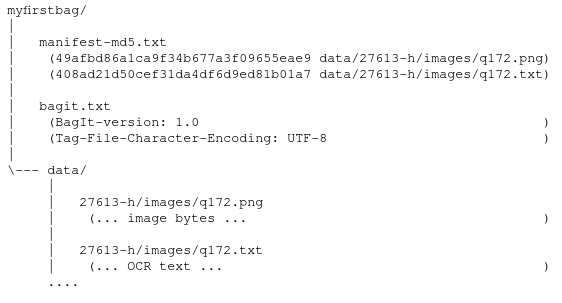 myfirstbag/
|
|   manifest-md5.txt
|    (49afbd86a1ca9f34b677a3f09655eae9 data/27613-h/images/q172.png)
|    (408ad21d50cef31da4df6d9ed81b01a7 data/27613-h/images/q172.txt)
|
|   bagit.txt
|    (BagIt-version: 1.0                                           )
|    (Tag-File-Character-Encoding: UTF-8                           )
|
\--- data/
     |
     |   27613-h/images/q172.png
     |    (... image bytes ...                                     )
     |
     |   27613-h/images/q172.txt
     |    (... OCR text ...                                        )
     ....